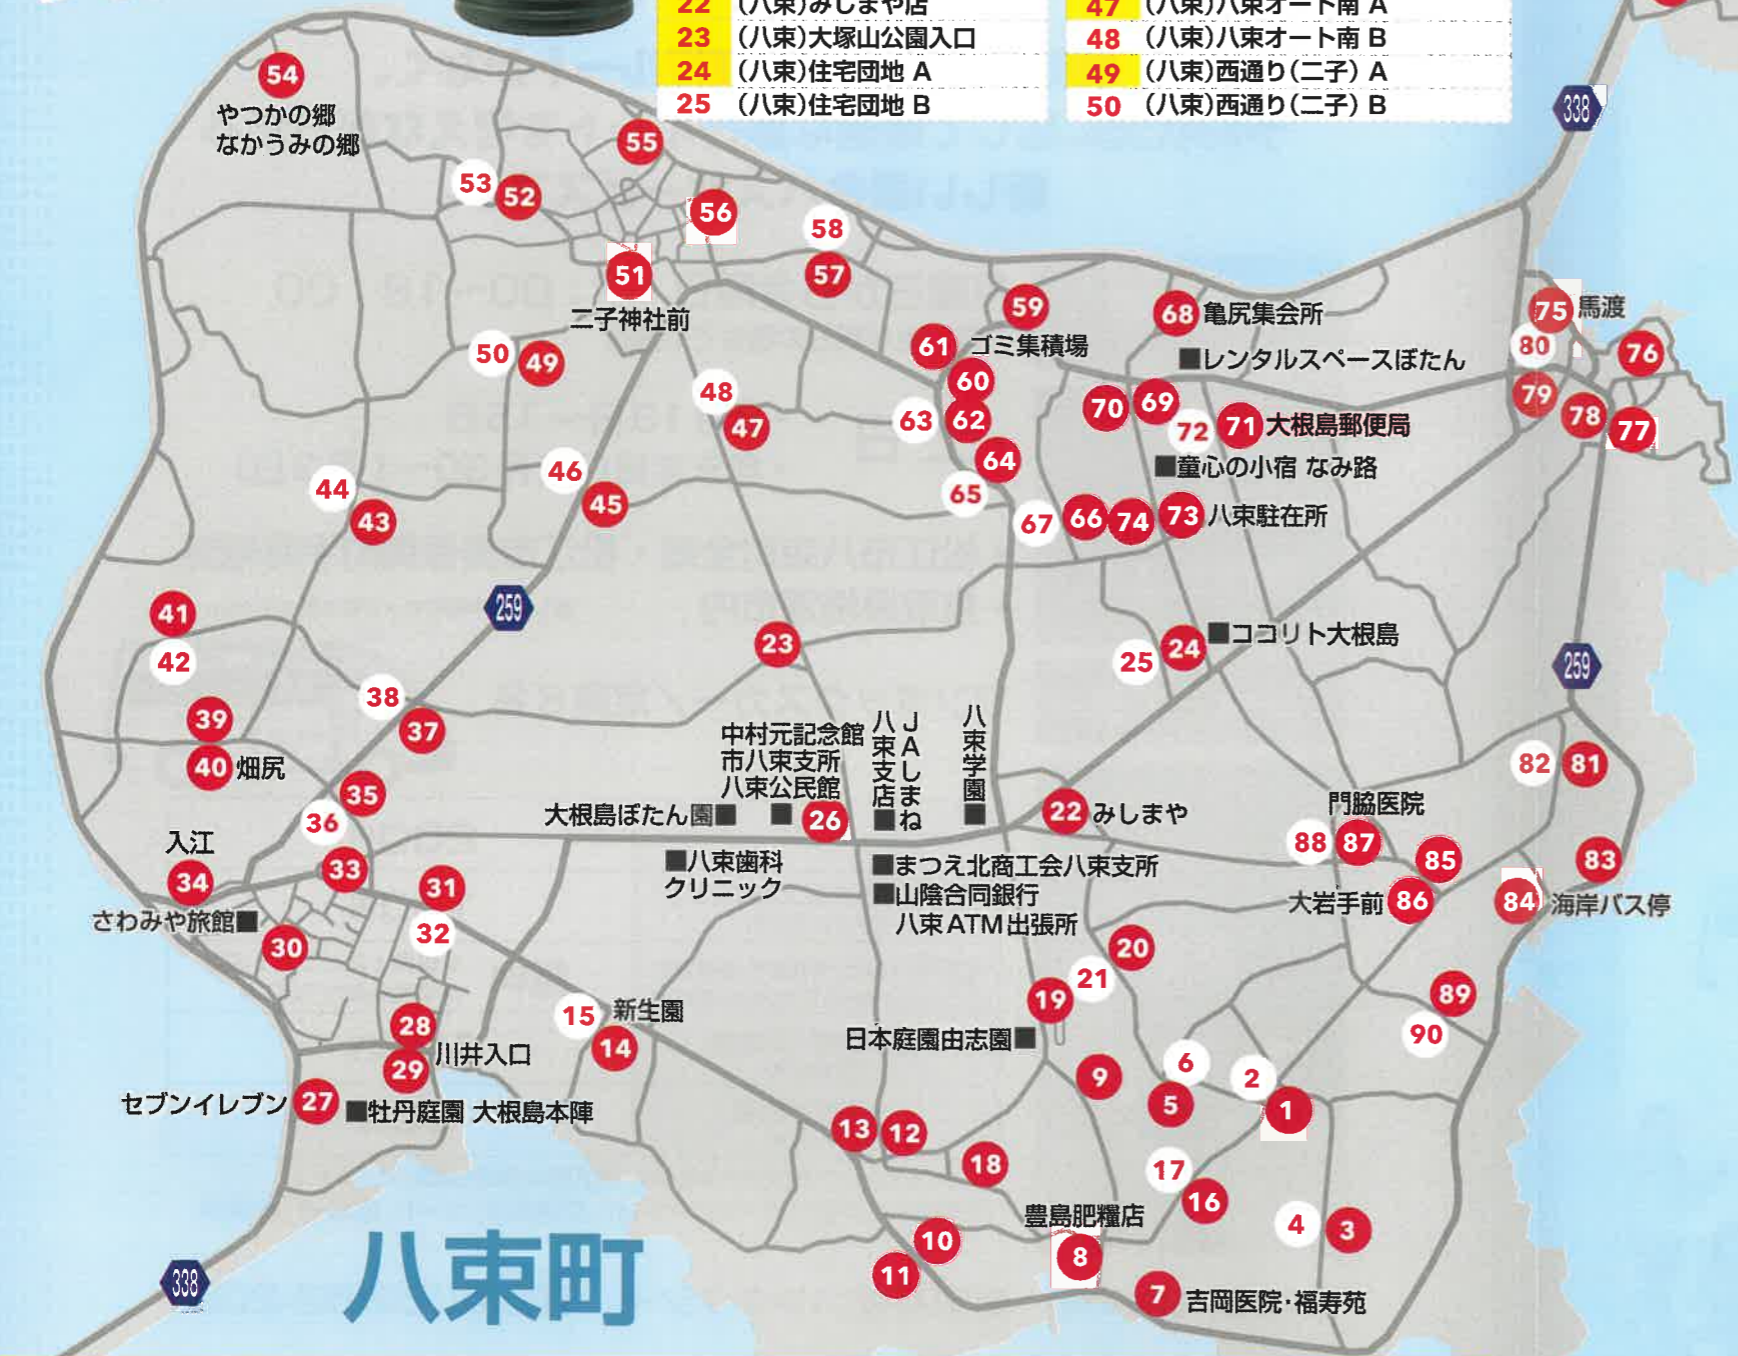 22 (八束)みしまや店
23 (八束)大塚山公園入口
24 (八束)住宅団地 A
25 (八束)住宅団地 B
47 (八束)八束オート南 A
48 (八束)八束オート南 B
49 (八束)西通り(二子) A
50 (八束)西通り(二子) B
338
54
やつかの郷
なかうみの郷
55
53
52
56
58
57
51
二子神社前
50
49
59
61
ゴミ集積場
60
68 亀尻集会所
■レンタルスペースぼたん
75 馬渡
80
76
79
78
77
48
47
63
62
70
69
72
71 大根島郵便局
64
■童心の小宿 なみ路
65
46
45
44
43
67
66
74
73 八束駐在所
41
42
259
23
25
24
■ココリト大根島
259
38
37
39
40 畑尻
35
36
中村元記念館
市八束支所
八束公民館
■
26
大根島ぼたん園■
JAしまね
八束支店
■
八束学園
■
22 みしまや
82
81
門脇医院
88
87
85
83
入江
34
33
31
32
■八束歯科
クリニック
■まつえ北商工会八束支所
■山陰合同銀行
八束ATM出張所
大岩手前 86
84 海岸バス停
さわみや旅館■
30
20
21
19
日本庭園由志園■
89
90
15
新生園
14
28
川井入口
29
セブンイレブン 27
■牡丹庭園 大根島本陣
9
6
5
2
1
13
12
18
17
16
4
3
豊島肥糧店
8
10
11
7 吉岡医院・福寿苑
338
八束町